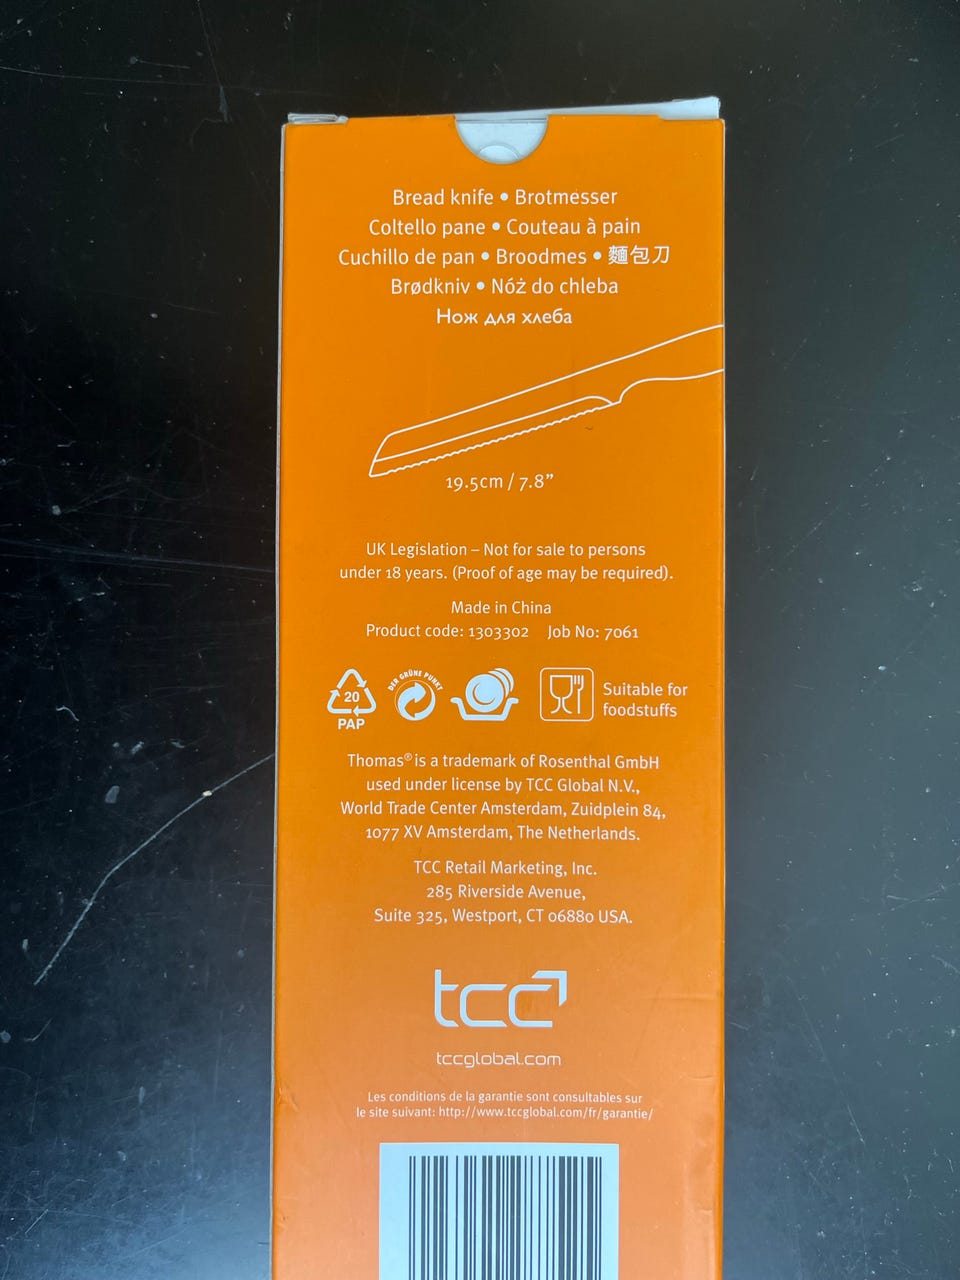 Bread knife • Brotmesser
Coltello pane • Couteau à pain
Cuchillo de pan • Broodmes • 麵包刀
Brødkniv • Nóż do chleba
Нож для хлеба
19.5cm / 7.8”
UK Legislation – Not for sale to persons
under 18 years. (Proof of age may be required).
Made in China
Product code: 1303302 Job No: 7061
20
PAP
DER GRÜNE PUNKT
Suitable for
foodstuffs
Thomas® is a trademark of Rosenthal GmbH
used under license by TCC Global N.V.,
World Trade Center Amsterdam, Zuidplein 84,
1077 XV Amsterdam, The Netherlands.
TCC Retail Marketing, Inc.
285 Riverside Avenue,
Suite 325, Westport, CT 06880 USA.
tcc
tccglobal.com
Les conditions de la garantie sont consultables sur
le site suivant: http://www.tccglobal.com/fr/garantie/